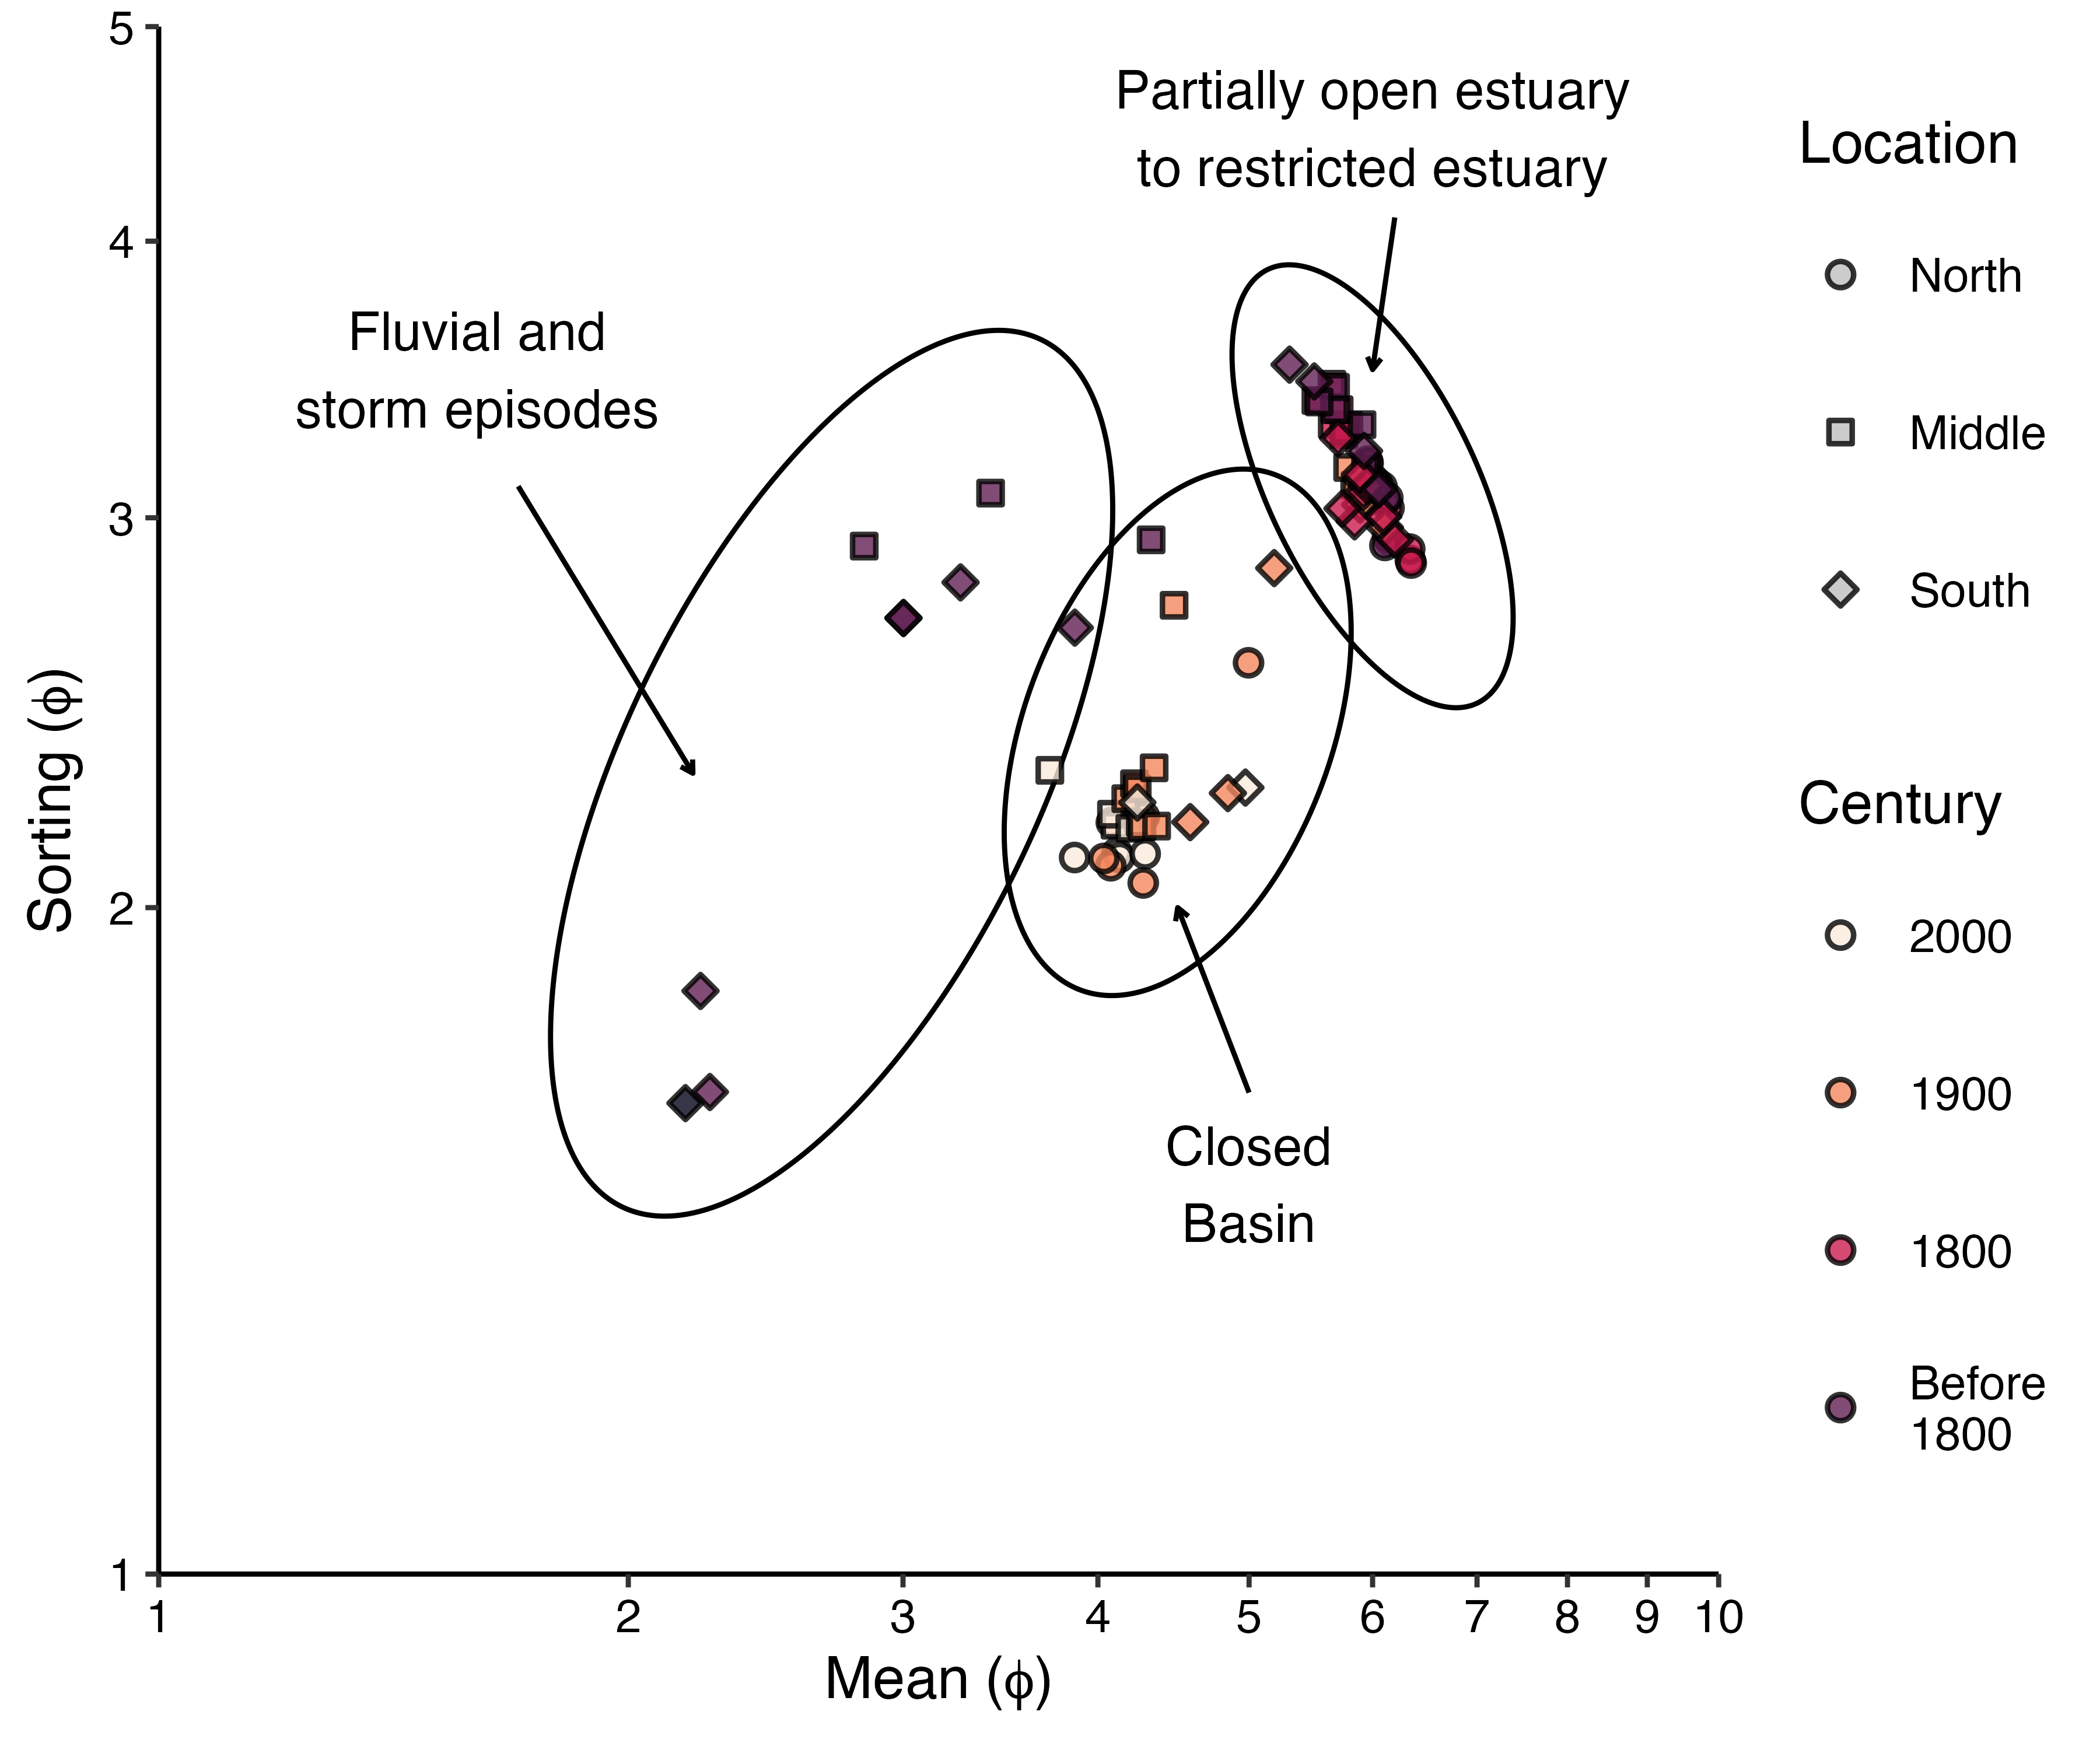 Partially open estuary
to restricted estuary
Fluvial and
storm episodes
Closed
Basin
5
4
3
2
1
Sorting (ϕ)
1
2
3
4
5
6
7
8
9
10
Mean (ϕ)
Location
North
Middle
South
Century
2000
1900
1800
Before
1800